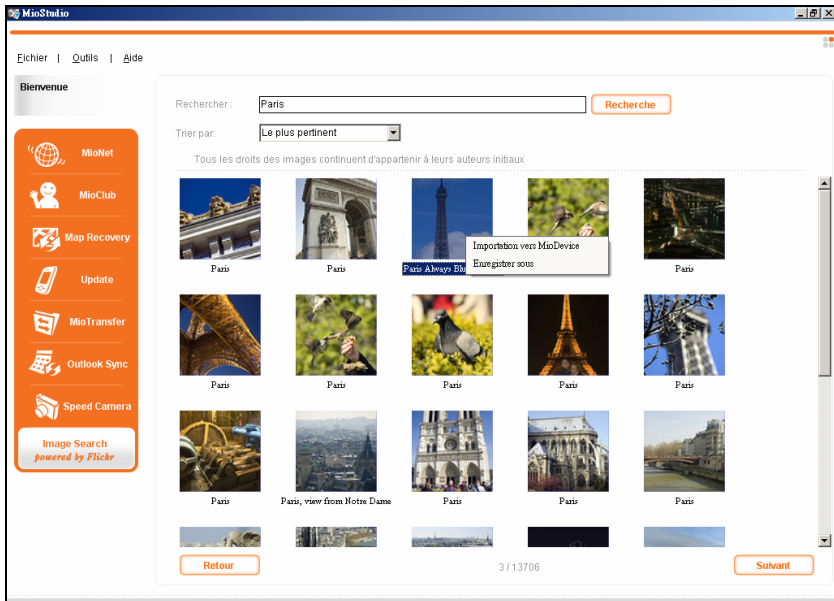 MioStudio
Fichier | Outils | Aide
Bienvenue
MioNet
MioClub
Map Recovery
Update
MioTransfer
Outlook Sync
Speed Camera
Image Search
powered by Flickr
Rechercher : Paris Recherche
Trier par: Le plus pertinent
Tous les droits des images continuent d'appartenir à leurs auteurs initiaux
Importation vers MioDevice
Enregistrer sous
Paris Paris Paris Always Paris
Paris Paris Paris Paris Paris
Paris Paris, view from Notre Dame Paris Paris Paris
Retour 3 / 13706 Suivant